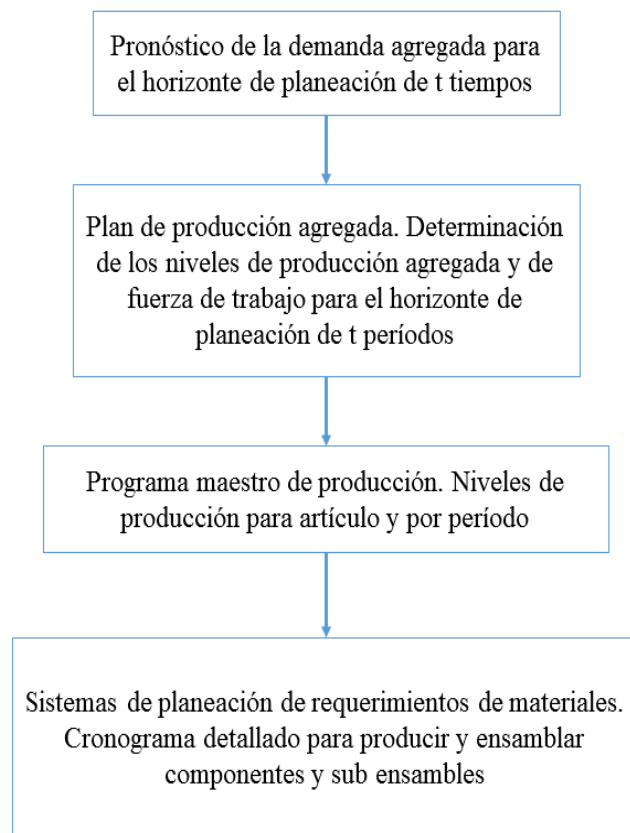 Pronóstico de la demanda agregada para
el horizonte de planeación de t tiempos
Plan de producción agregada. Determinación
de los niveles de producción agregada y de
fuerza de trabajo para el horizonte de
planeación de t períodos
Programa maestro de producción. Niveles de
producción para artículo y por período
Sistemas de planeación de requerimientos de materiales.
Cronograma detallado para producir y ensamblar
componentes y sub ensambles